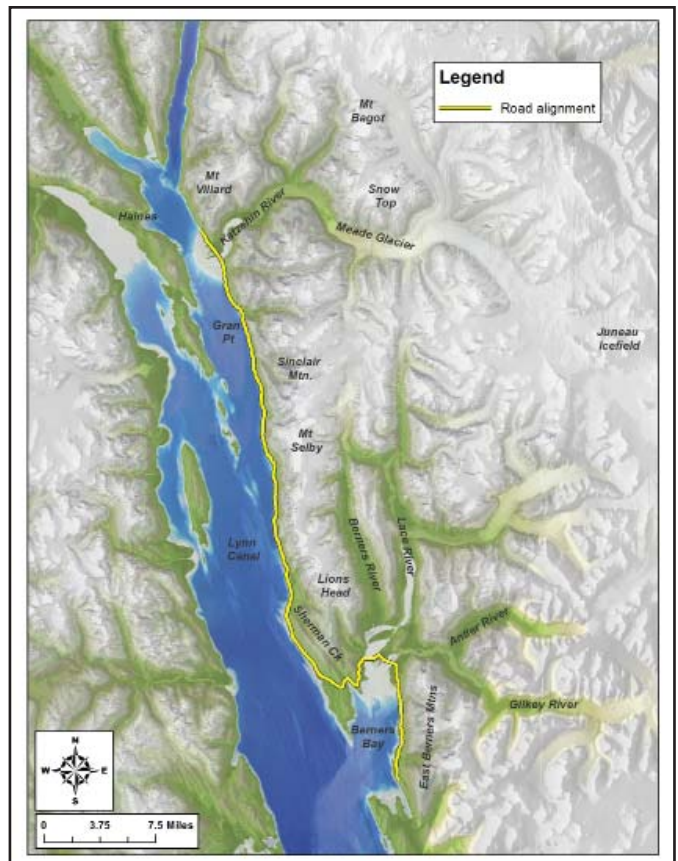 Legend
Road alignment
Mt
Bagot
Mt
Villard
Snow
Top
Katzehin River
Haines
Meade Glacier
Gran
Pt
Juneau
Icefield
Sinclair
Mtn.
Mt
Selby
Berners River
Lace River
Lynn
Canal
Lions
Head
Sherman Ck
Antler River
Gilkey River
East Berners Mtns
Berners
Bay
N
W
E
S
0
3.75
7.5 Miles